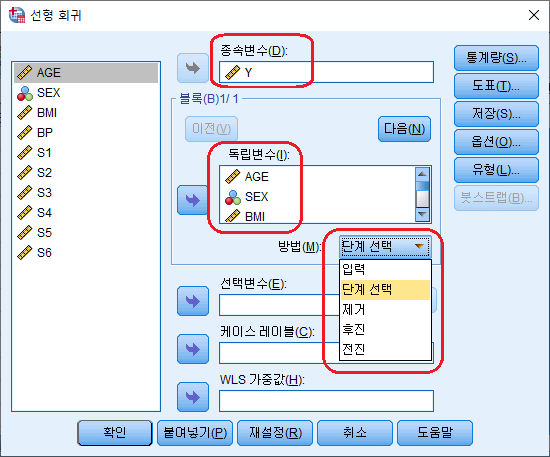 선형 회귀
AGE
SEX
BMI
BP
S1
S2
S3
S4
S5
S6
종속변수(D):
Y
블록(B)1/ 1
이전(V)
다음(N)
독립변수(I):
AGE
SEX
BMI
방법(M):
단계 선택
입력
단계 선택
제거
후진
전진
선택변수(E):
케이스 레이블(C):
WLS 가중값(H):
통계량(S)...
도표(T)...
저장(S)...
옵션(O)...
유형(L)...
붓스트랩(B)...
확인
붙여넣기(P)
재설정(R)
취소
도움말